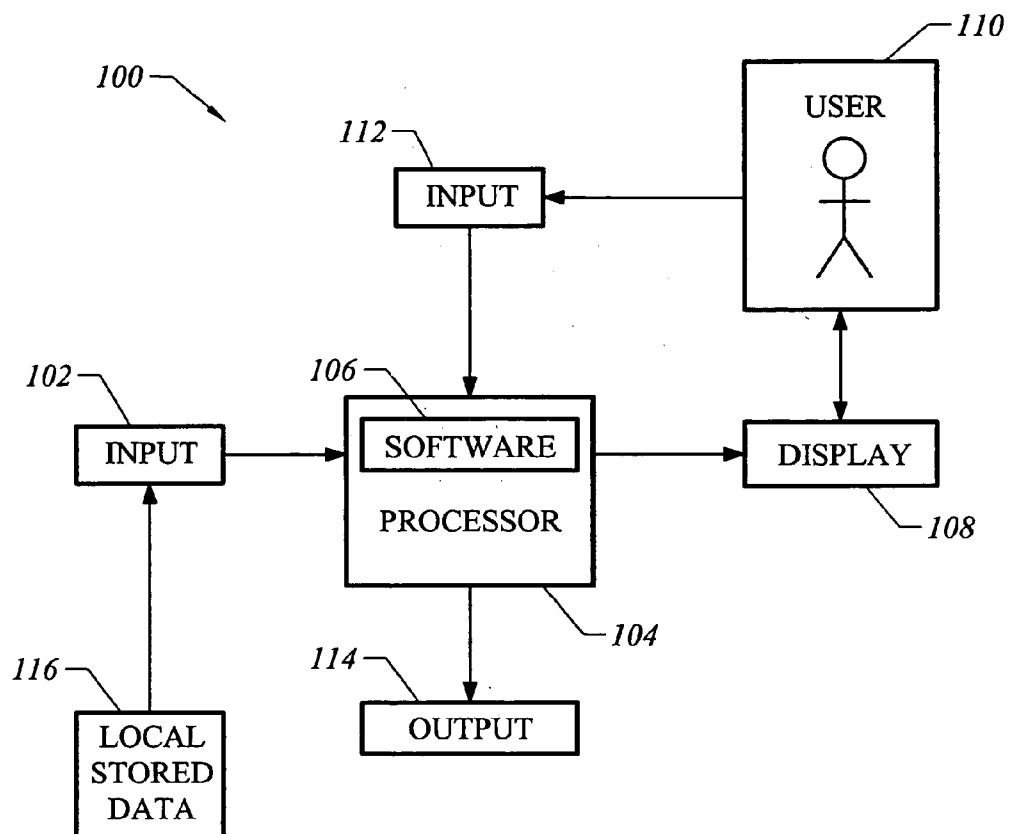 110
100
USER
112
INPUT
106
102
SOFTWARE
INPUT
DISPLAY
PROCESSOR
108
104
116
114
OUTPUT
LOCAL
STORED
DATA